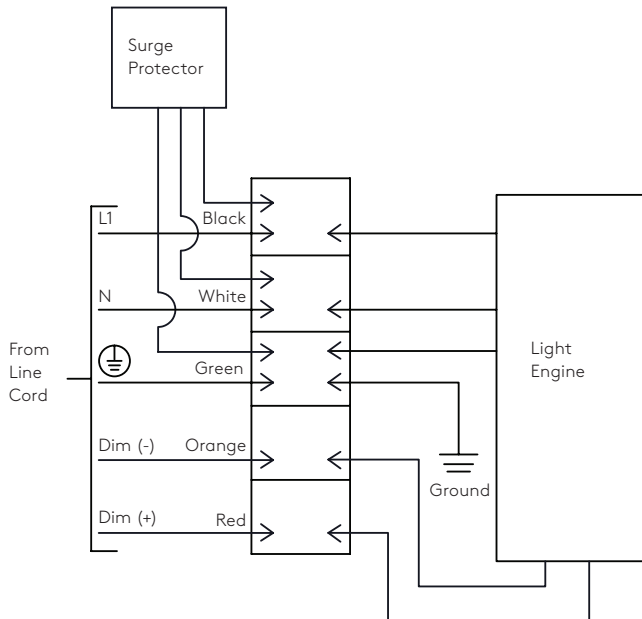 Surge
Protector
L1
Black
N
White
From
Line
Cord
Green
Light
Engine
Dim (-)
Orange
Ground
Dim (+)
Red